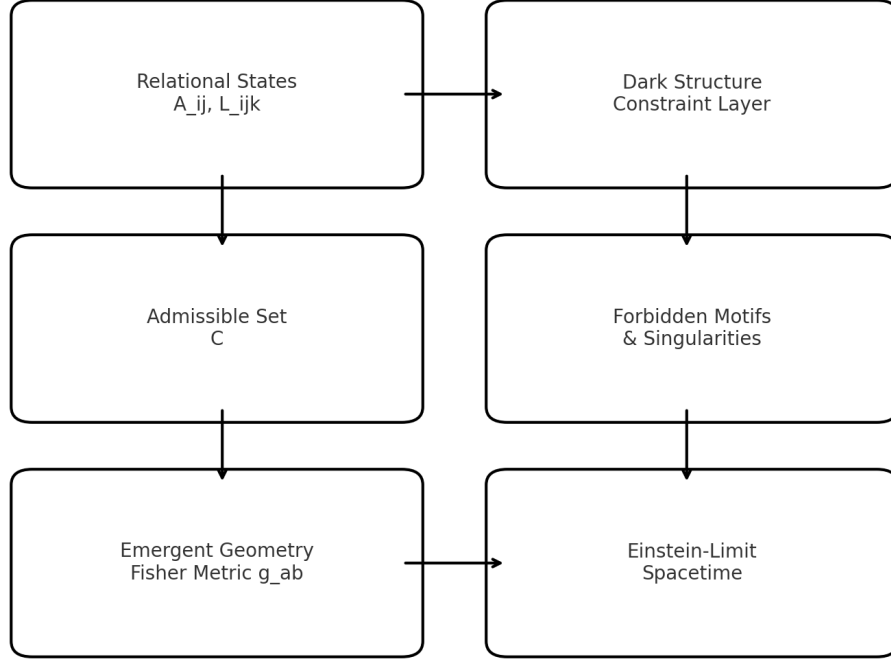 Relational States
A_ij, L_ijk
Dark Structure
Constraint Layer
Admissible Set
C
Forbidden Motifs
& Singularities
Emergent Geometry
Fisher Metric g_ab
Einstein-Limit
Spacetime